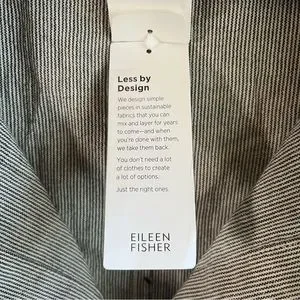 Less by
Design
We design simple
pieces in sustainable
fabrics that you can
mix and layer for years
to come—and when
you're done with them,
we take them back.
You don't need a lot
of clothes to create
a lot of options.
Just the right ones.
EILEEN
FISHER